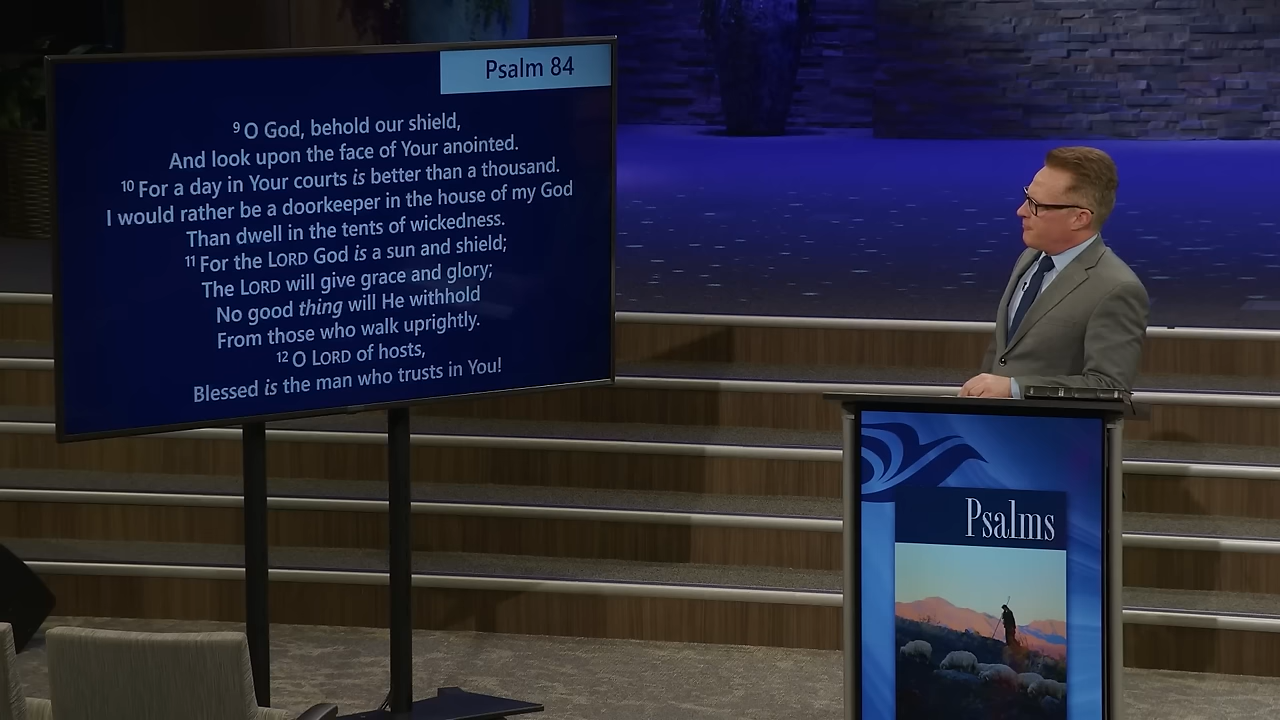 Psalm 84
9 O God, behold our shield,
And look upon the face of Your anointed.
10 For a day in Your courts is better than a thousand.
I would rather be a doorkeeper in the house of my God
Than dwell in the tents of wickedness.
11 For the LORD God is a sun and shield;
The LORD will give grace and glory;
No good thing will He withhold
From those who walk uprightly.
12 O LORD of hosts,
Blessed is the man who trusts in You!
Psalms